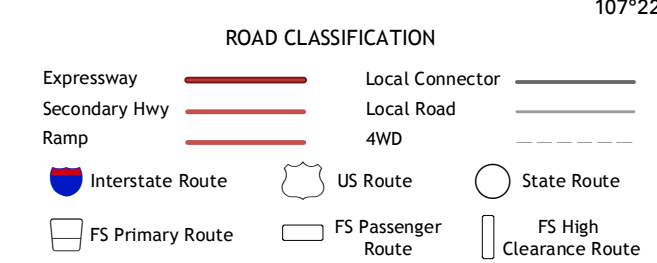 107°22
ROAD CLASSIFICATION
Expressway
Local Connector
Secondary Hwy
Local Road
Ramp
4WD
Interstate Route
US Route
State Route
FS Primary Route
FS Passenger
Route
FS High
Clearance Route